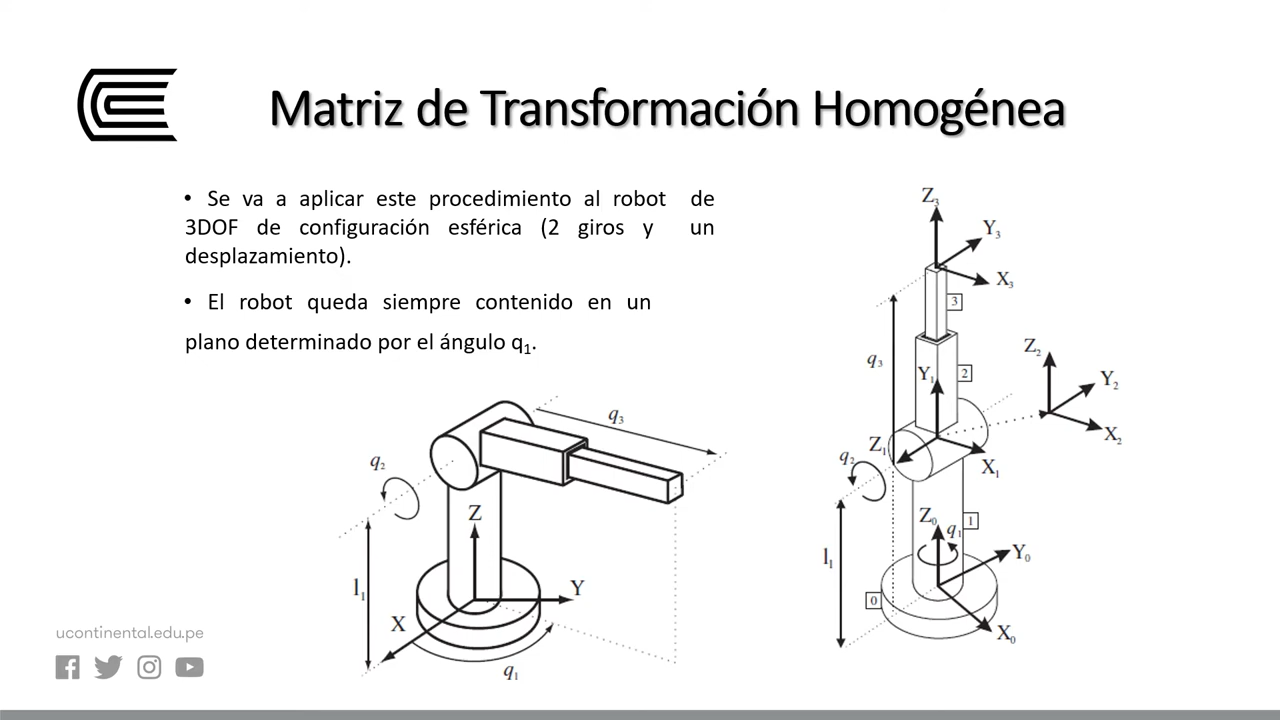 Matriz de Transformación Homogénea
• Se va a aplicar este procedimiento al robot de
3DOF de configuración esférica (2 giros y un
desplazamiento).
• El robot queda siempre contenido en un
plano determinado por el ángulo q₁.
q₃
q₂
Z
l₁
Y
X
q₁
Z₃
Y₃
X₃
3
q₃
Z₂
Y₁
2
Y₂
X₂
Z₁
q₂
X₁
Z₀
q₁
1
l₁
Y₀
0
X₀
ucontinental.edu.pe